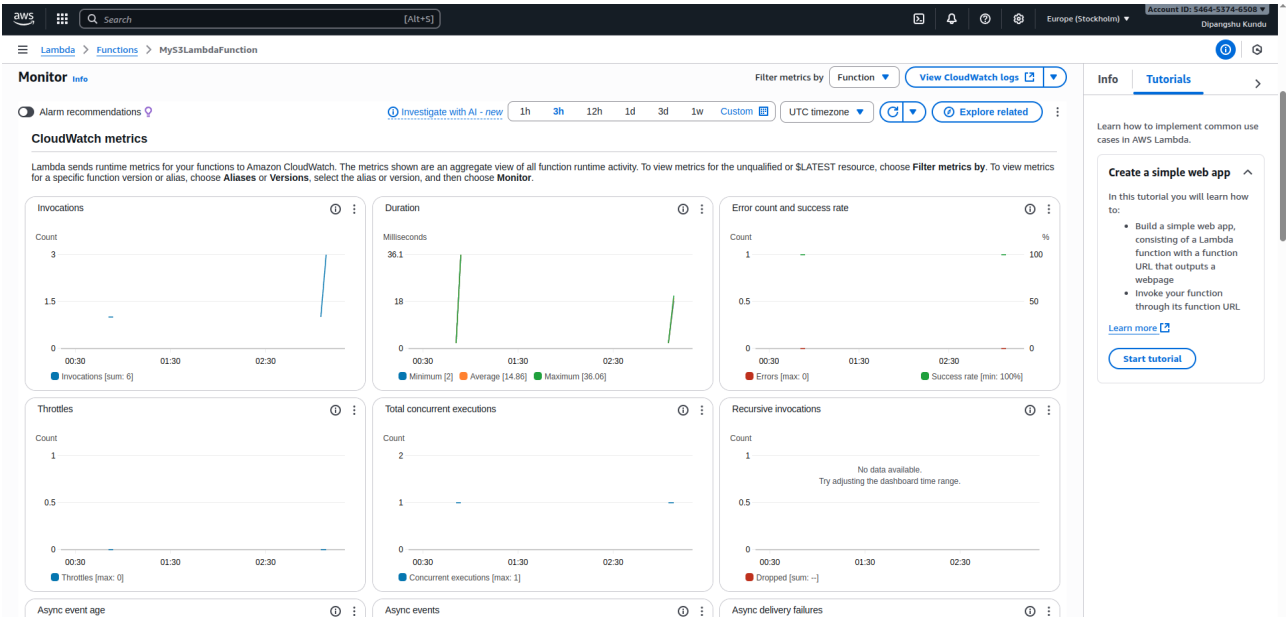 aws
Search
[Alt+S]
Europe (Stockholm) ▼
Account ID: 5464-5374-6508 ▼
Dipangshu Kundu
Lambda > Functions > MyS3LambdaFunction
Monitor Info
Filter metrics by
Function ▼
View CloudWatch logs
Alarm recommendations
Investigate with AI - new
1h 3h 12h 1d 3d 1w Custom
UTC timezone ▼
Explore related
CloudWatch metrics
Lambda sends runtime metrics for your functions to Amazon CloudWatch. The metrics shown are an aggregate view of all function runtime activity. To view metrics for the unqualified or $LATEST resource, choose Filter metrics by. To view metrics
for a specific function version or alias, choose Aliases or Versions, select the alias or version, and then choose Monitor.
Invocations
Count
3
1.5
0
00:30 01:30 02:30
Invocations [sum: 6]
Duration
Milliseconds
36.1
18
0
00:30 01:30 02:30
Minimum [2] Average [14.86] Maximum [36.06]
Error count and success rate
Count %
1 100
0.5 50
0 0
00:30 01:30 02:30
Errors [max: 0] Success rate [min: 100%]
Throttles
Count
1
0.5
0
00:30 01:30 02:30
Throttles [max: 0]
Total concurrent executions
Count
2
1
0
00:30 01:30 02:30
Concurrent executions [max: 1]
Recursive invocations
Count
1
No data available.
Try adjusting the dashboard time range.
0.5
0
00:30 01:30 02:30
Dropped [sum: --]
Async event age
Async events
Async delivery failures
Info
Tutorials
Learn how to implement common use
cases in AWS Lambda.
Create a simple web app
In this tutorial you will learn how
to:
• Build a simple web app,
consisting of a Lambda
function with a function
URL that outputs a
webpage
• Invoke your function
through its function URL
Learn more
Start tutorial